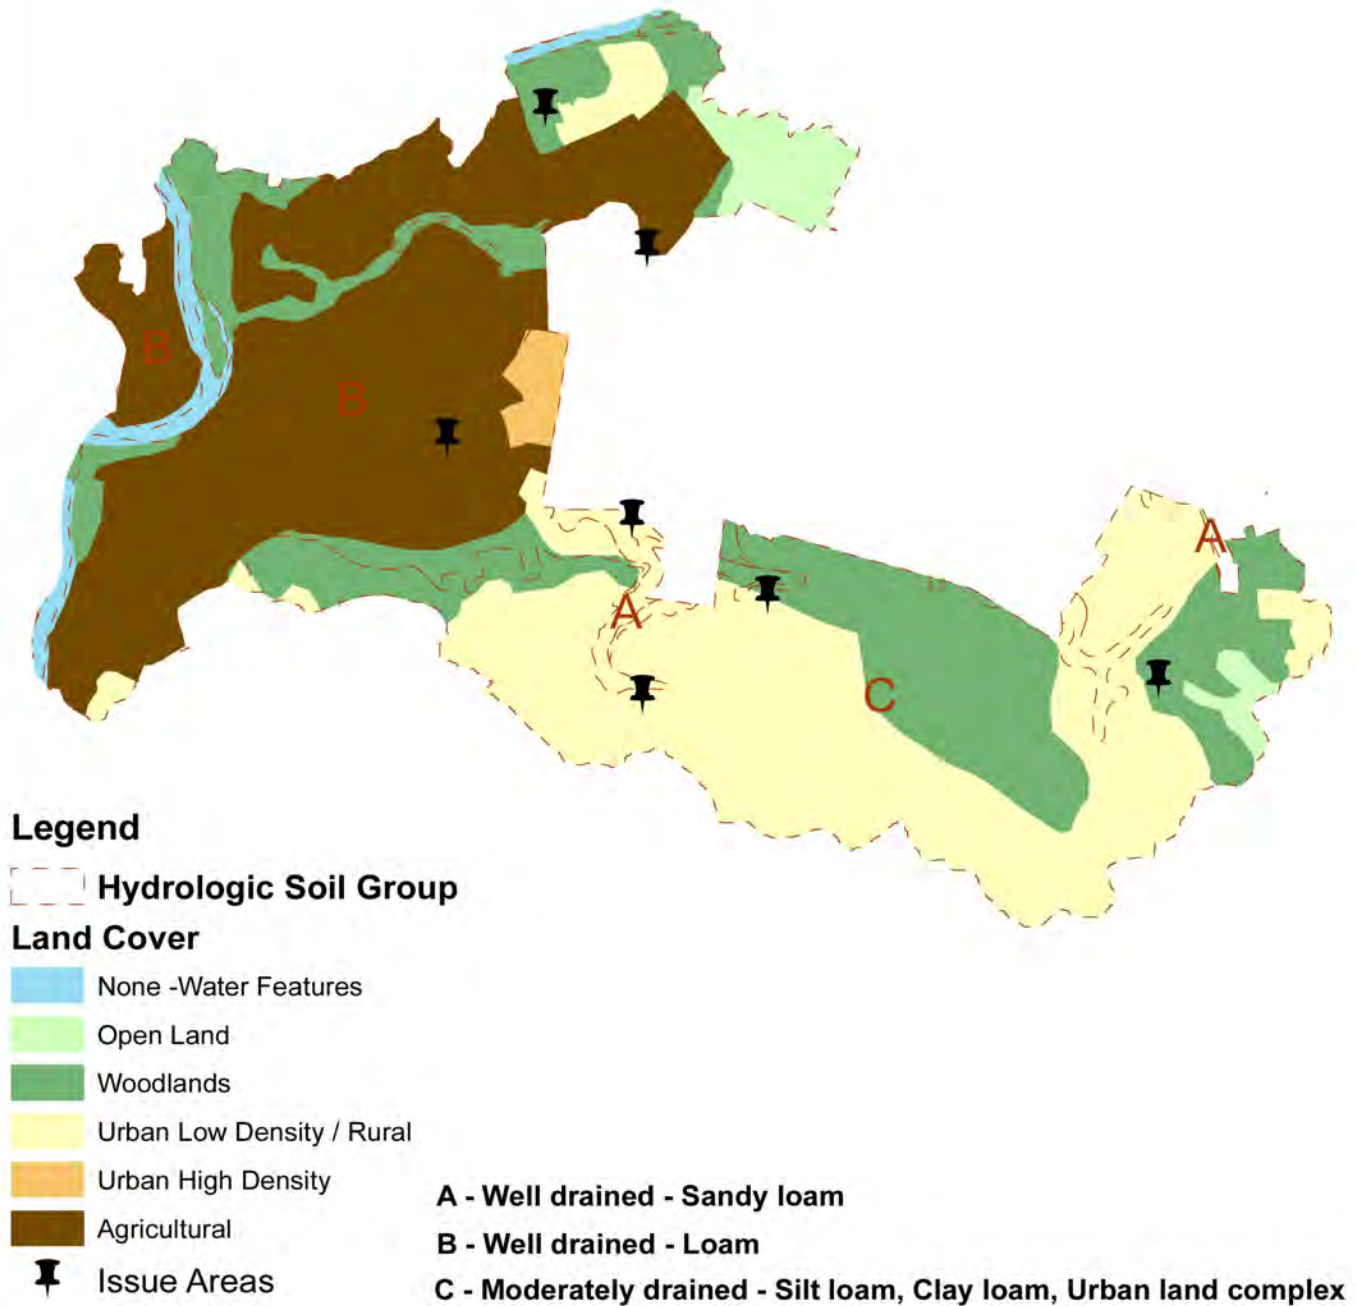 A
B
B
A
C
Legend
Hydrologic Soil Group
Land Cover
None -Water Features
Open Land
Woodlands
Urban Low Density / Rural
Urban High Density
Agricultural
Issue Areas
A - Well drained - Sandy loam
B - Well drained - Loam
C - Moderately drained - Silt loam, Clay loam, Urban land complex